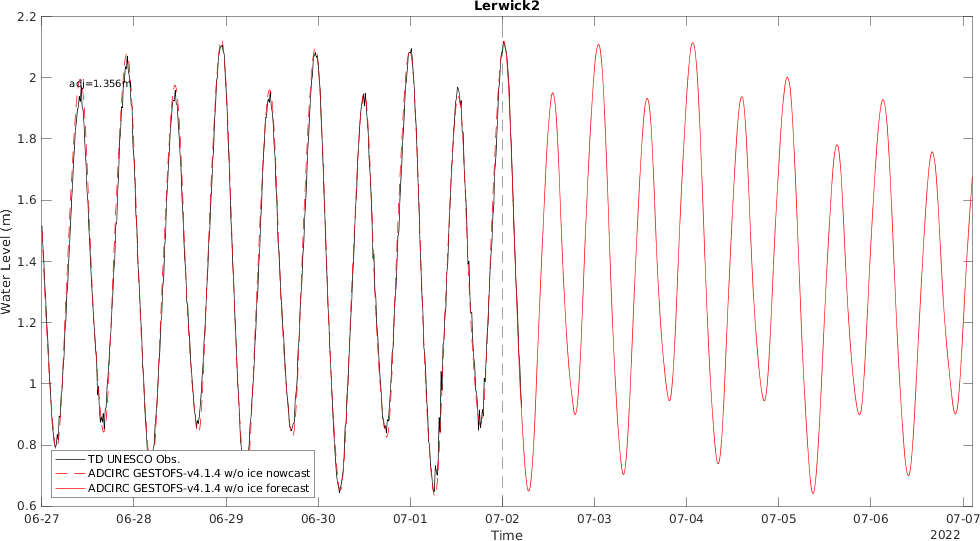 Lerwick2
2.2
2
1.8
1.6
1.4
1.2
1
0.8
0.6
Water Level (m)
adj=1.356m
TD UNESCO Obs.
ADCIRC GESTOFS-v4.1.4 w/o ice nowcast
ADCIRC GESTOFS-v4.1.4 w/o ice forecast
06-27 06-28 06-29 06-30 07-01 07-02 07-03 07-04 07-05 07-06 07-07
Time
2022